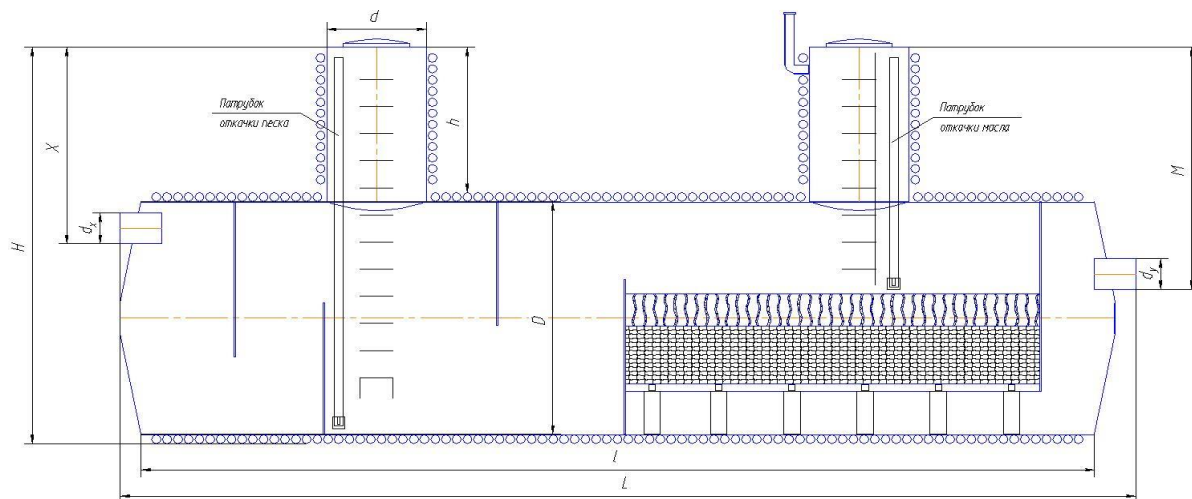 d
Патрубок
откачки песка
h
Патрубок
откачки масла
X
M
H
dx
D
dy
l
L